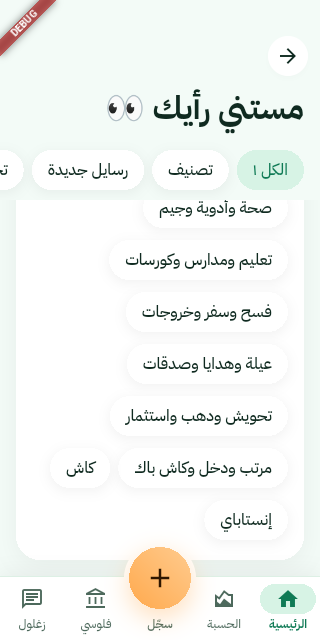 DEBUG
مستني رأيك 👀
الكل ١
تصنيف
رسايل جديدة
تح
صحة وأدوية وجيم
تعليم ومدارس وكورسات
فسح وسفر وخروجات
عيلة وهدايا وصدقات
تحويش ودهب واستثمار
مرتب ودخل وكاش باك
كاش
إنستاباي
الرئيسية
الحسبة
سجّل
فلوسي
زغلول